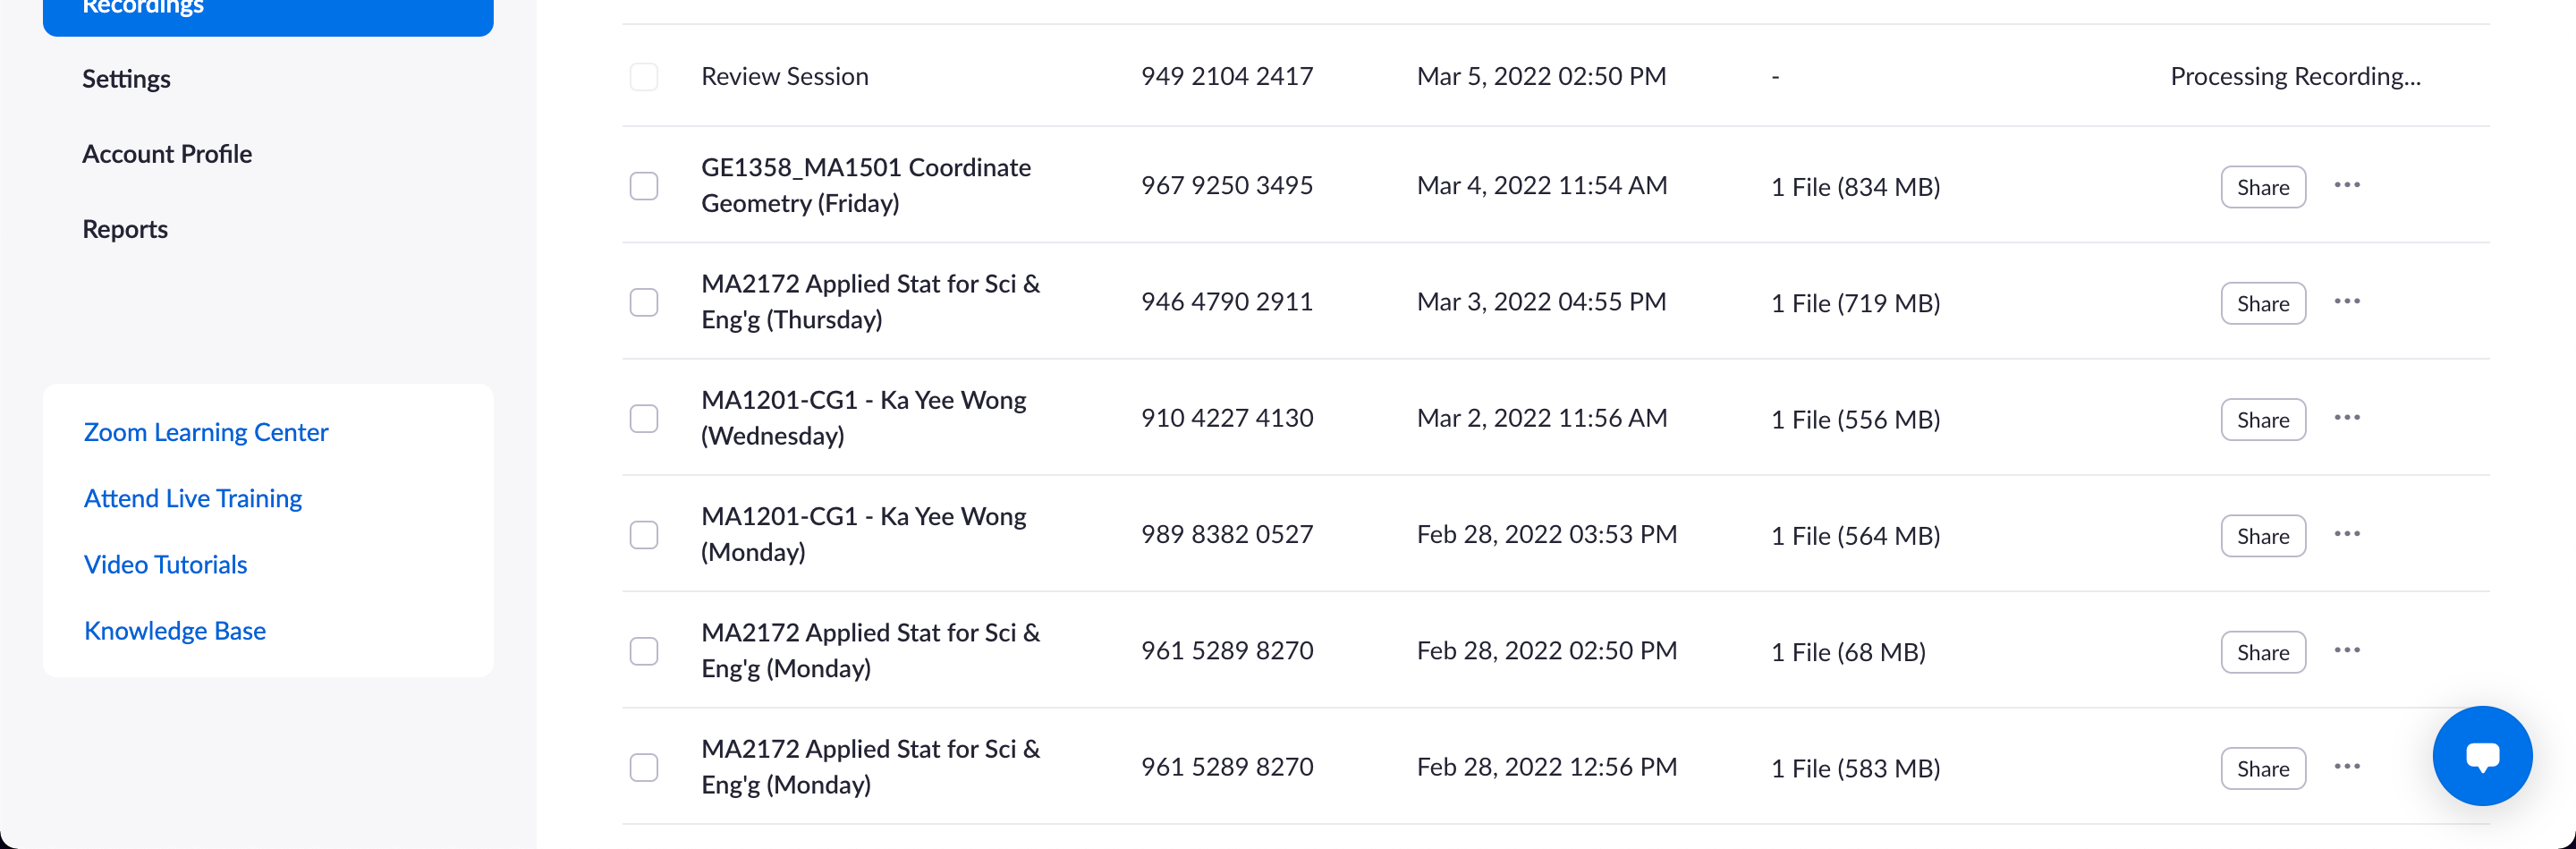 Recordings
Settings
Account Profile
Reports
Zoom Learning Center
Attend Live Training
Video Tutorials
Knowledge Base
Review Session 949 2104 2417 Mar 5, 2022 02:50 PM - Processing Recording...
GE1358_MA1501 Coordinate
Geometry (Friday) 967 9250 3495 Mar 4, 2022 11:54 AM 1 File (834 MB) Share
MA2172 Applied Stat for Sci &
Eng'g (Thursday) 946 4790 2911 Mar 3, 2022 04:55 PM 1 File (719 MB) Share
MA1201-CG1 - Ka Yee Wong
(Wednesday) 910 4227 4130 Mar 2, 2022 11:56 AM 1 File (556 MB) Share
MA1201-CG1 - Ka Yee Wong
(Monday) 989 8382 0527 Feb 28, 2022 03:53 PM 1 File (564 MB) Share
MA2172 Applied Stat for Sci &
Eng'g (Monday) 961 5289 8270 Feb 28, 2022 02:50 PM 1 File (68 MB) Share
MA2172 Applied Stat for Sci &
Eng'g (Monday) 961 5289 8270 Feb 28, 2022 12:56 PM 1 File (583 MB) Share